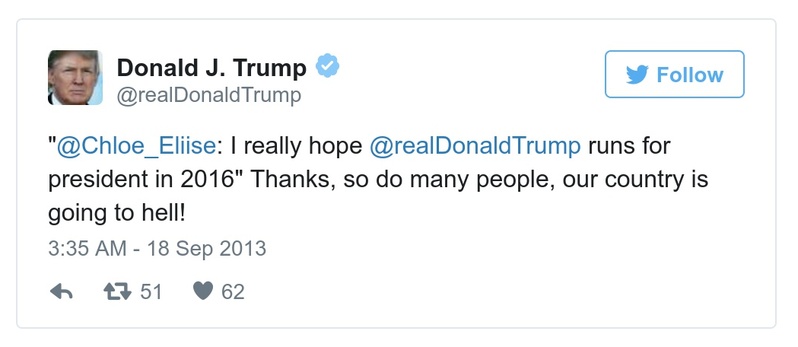 Donald J. Trump
@realDonaldTrump
Follow
"@Chloe_Eliise: I really hope @realDonaldTrump runs for
president in 2016" Thanks, so do many people, our country is
going to hell!
3:35 AM - 18 Sep 2013
51 62